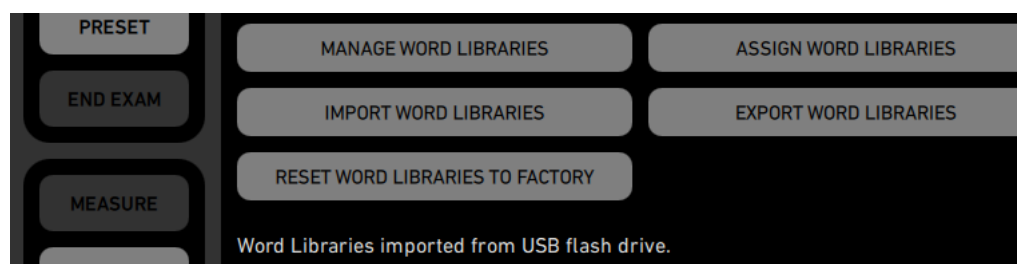 PRESET
END EXAM
MEASURE
MANAGE WORD LIBRARIES
ASSIGN WORD LIBRARIES
IMPORT WORD LIBRARIES
EXPORT WORD LIBRARIES
RESET WORD LIBRARIES TO FACTORY
Word Libraries imported from USB flash drive.